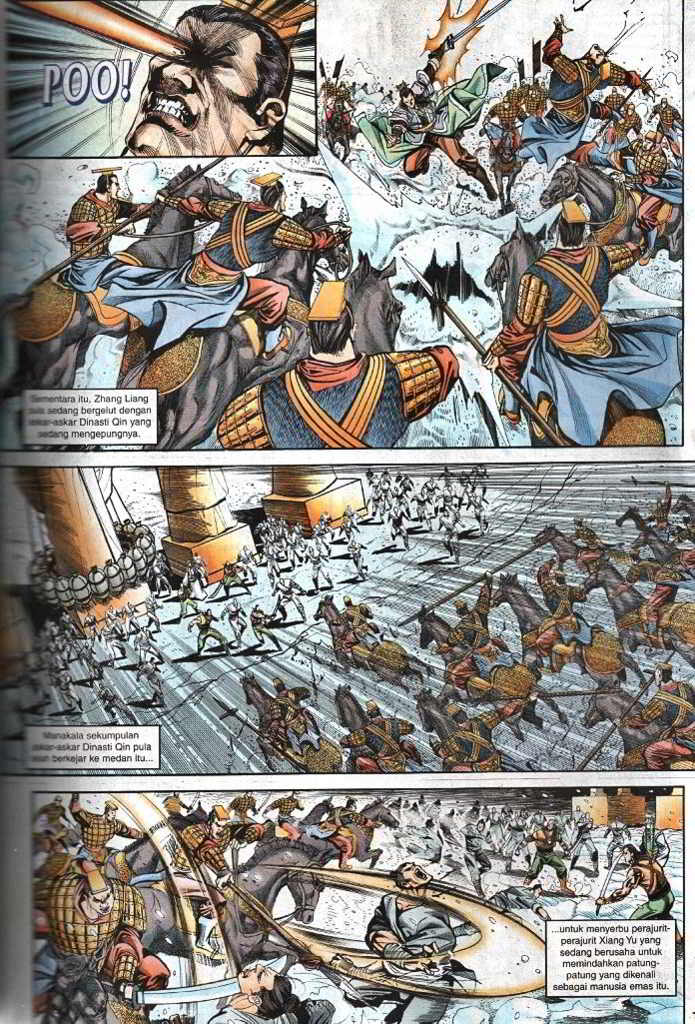 POO!
Sementara itu, Zhang Liang
pula sedang bergelut dengan
askar-askar Dinasti Qin yang
sedang mengepungnya.
Manakala sekumpulan
askar-askar Dinasti Qin pula
berkejar ke medan itu...
...untuk menyerbu perajurit-
perajurit Xiang Yu yang
sedang berusaha untuk
memindahkan patung-
patung yang dikenali
sebagai manusia emas itu.